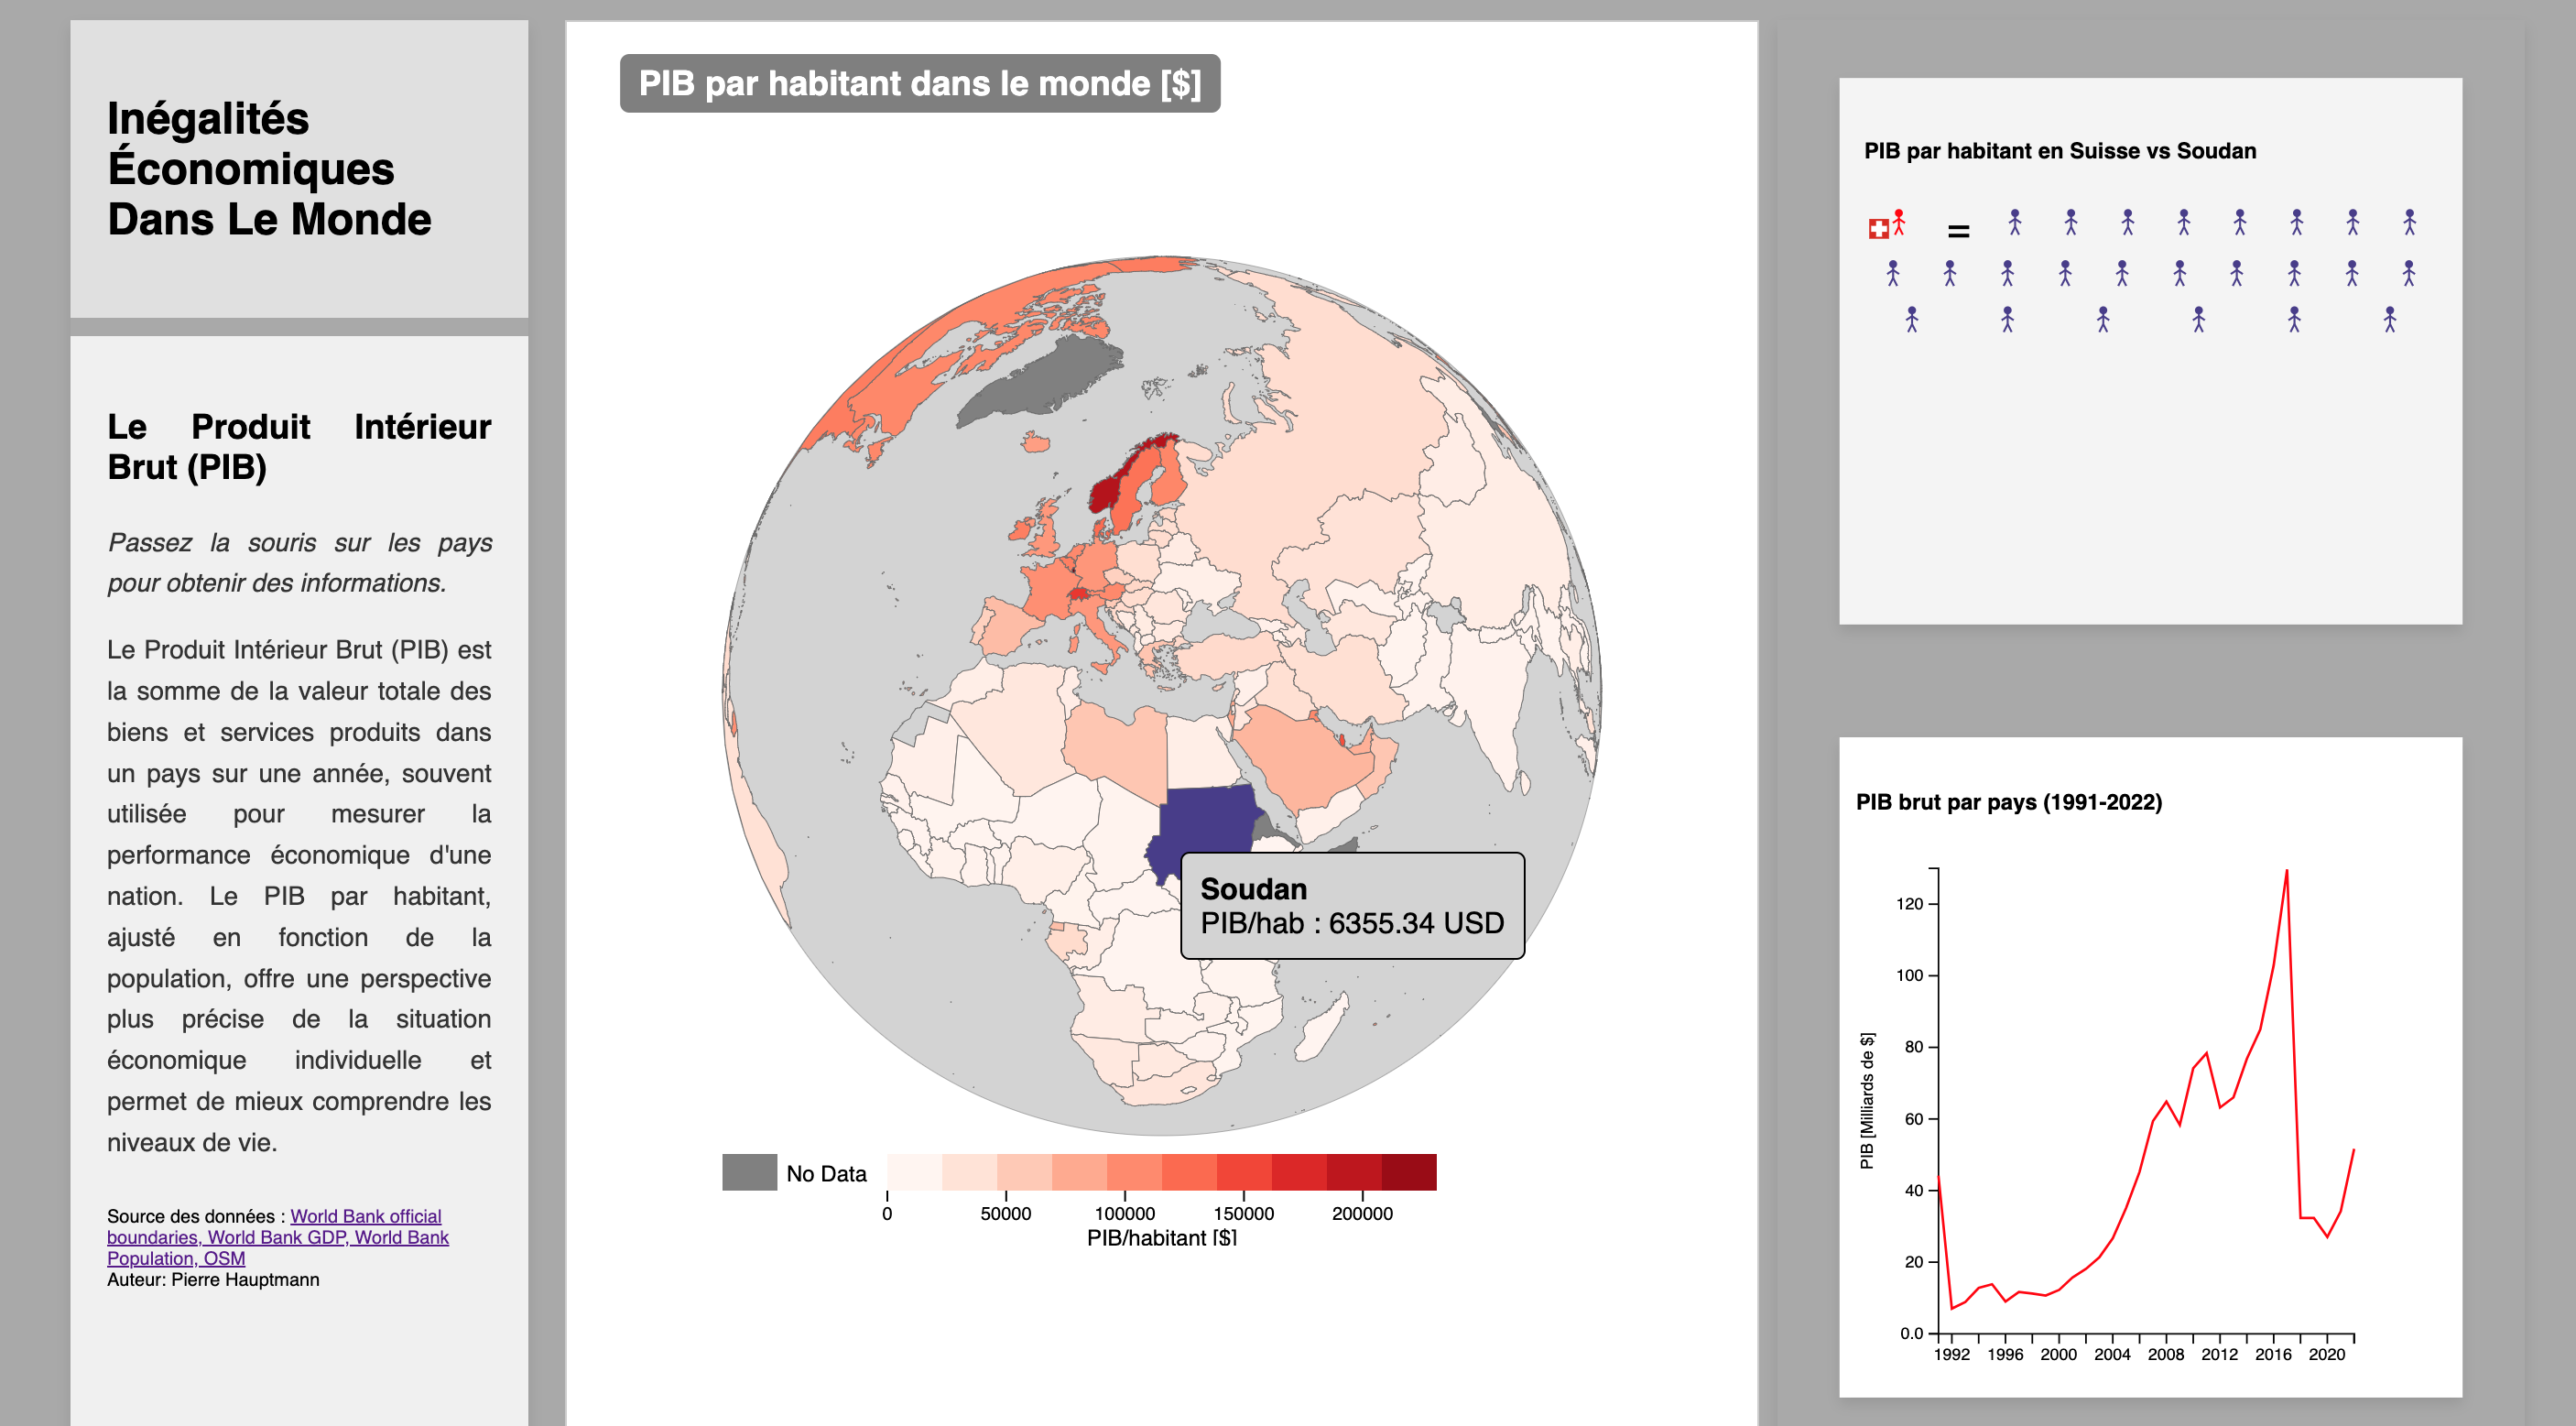 Inégalités
Économiques
Dans Le Monde
Le Produit Intérieur
Brut (PIB)
Passez la souris sur les pays
pour obtenir des informations.
Le Produit Intérieur Brut (PIB) est
la somme de la valeur totale des
biens et services produits dans
un pays sur une année, souvent
utilisée pour mesurer la
performance économique d'une
nation. Le PIB par habitant,
ajusté en fonction de la
population, offre une perspective
plus précise de la situation
économique individuelle et
permet de mieux comprendre les
niveaux de vie.
Source des données : World Bank official
boundaries, World Bank GDP, World Bank
Population, OSM
Auteur: Pierre Hauptmann
PIB par habitant dans le monde [$]
Soudan
PIB/hab : 6355.34 USD
No Data
0 50000 100000 150000 200000
PIB/habitant [$]
PIB par habitant en Suisse vs Soudan
=
PIB brut par pays (1991-2022)
PIB [Milliards de $]
120
100
80
60
40
20
0.0
1992 1996 2000 2004 2008 2012 2016 2020